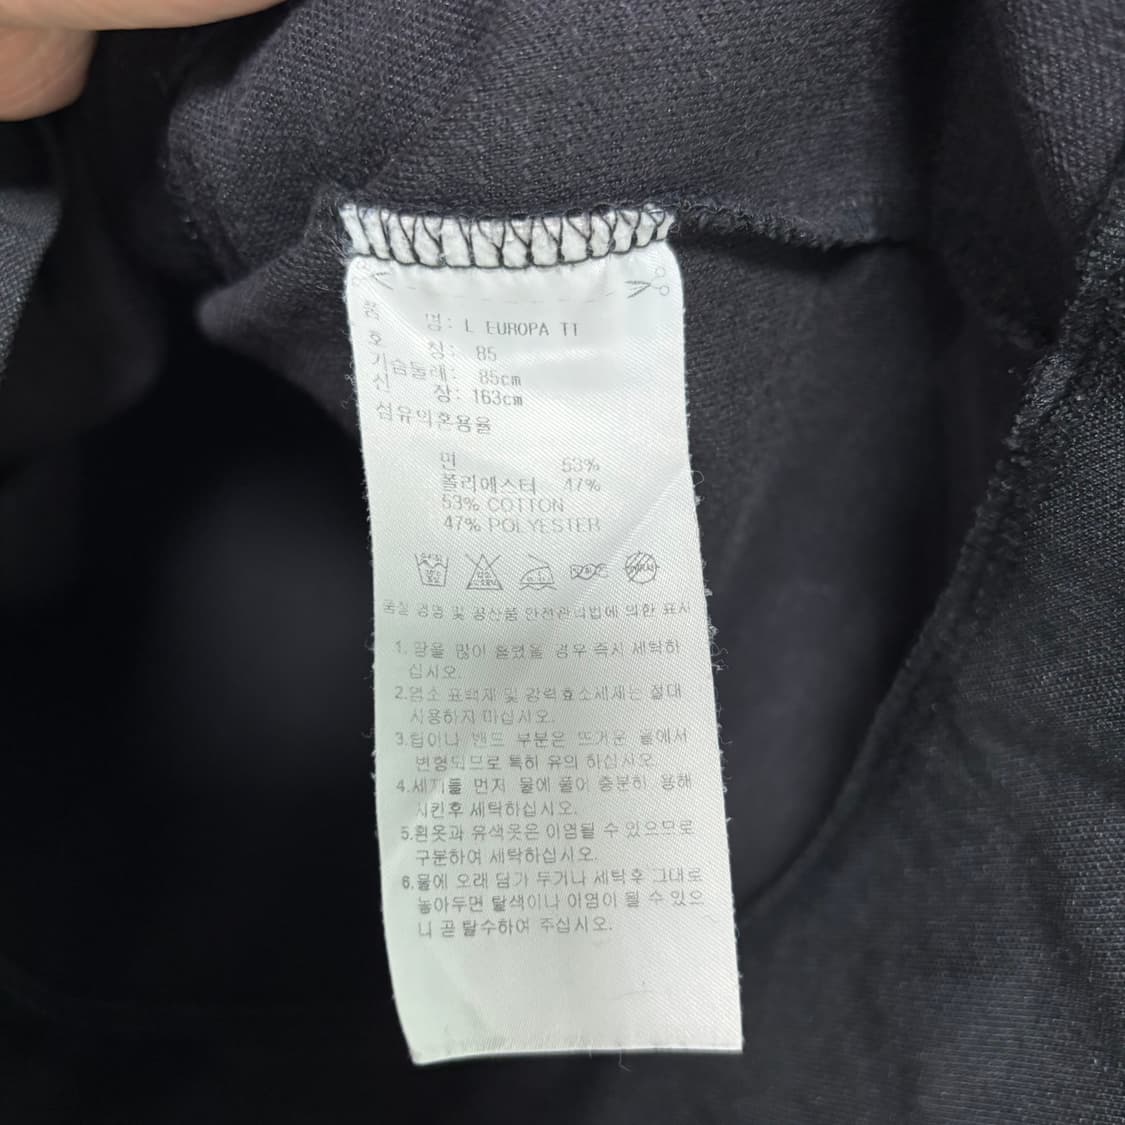 품 명: L EUROPA TT
호 칭: 85
가슴둘레: 85cm
신 장: 163cm
섬유의혼용율
면 53%
폴리에스터 47%
53% COTTON
47% POLYESTER
품질 경영 및 공산품 안전관리법에 의한 표시
1. 땀을 많이 흘렸을 경우 즉시 세탁하
십시오.
2.염소 표백제 및 강력효소세제는 절대
사용하지 마십시오.
3.립이나 밴드 부분은 뜨거운 물에서
변형되므로 특히 유의 하십시오.
4.세제를 먼저 물에 풀어 충분히 용해
시킨후 세탁하십시오.
5.흰옷과 유색옷은 이염될 수 있으므로
구분하여 세탁하십시오.
6.물에 오래 담가 두거나 세탁후 그대로
놓아두면 탈색이나 이염이 될 수 있으
니 곧 탈수하여 주십시오.